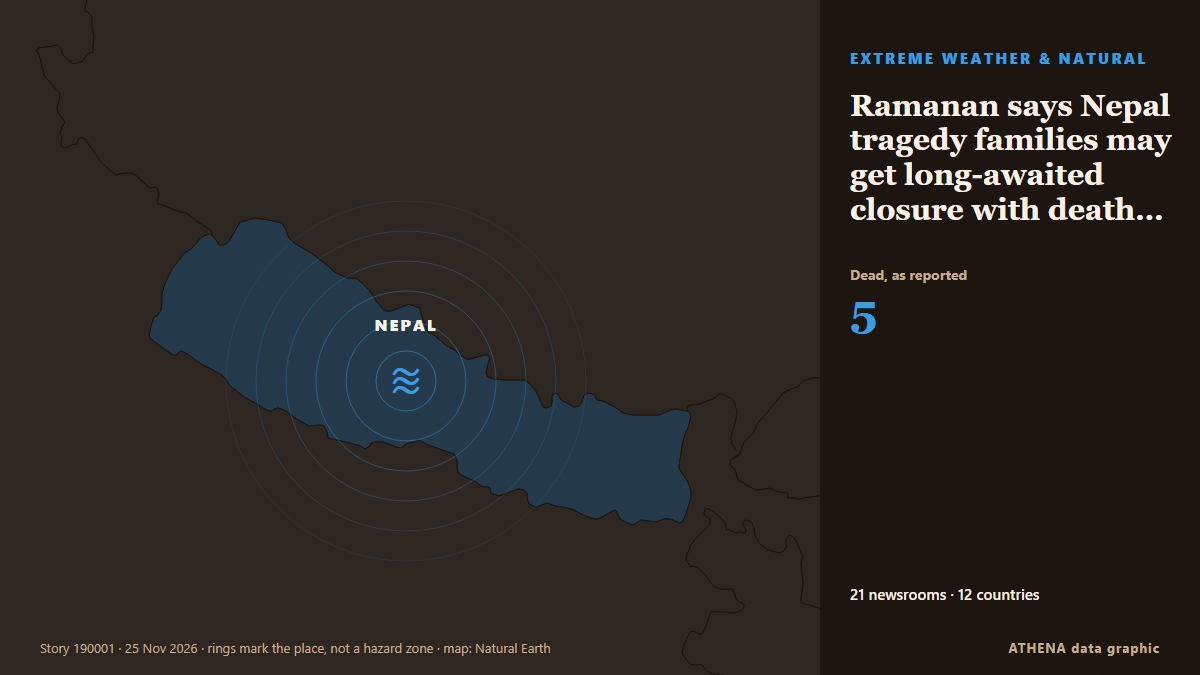 EXTREME WEATHER & NATURAL
Ramanan says Nepal
tragedy families may
get long-awaited
closure with death...
Dead, as reported
5
NEPAL
21 newsrooms · 12 countries
Story 190001 · 25 Nov 2026 · rings mark the place, not a hazard zone · map: Natural Earth
ATHENA data graphic